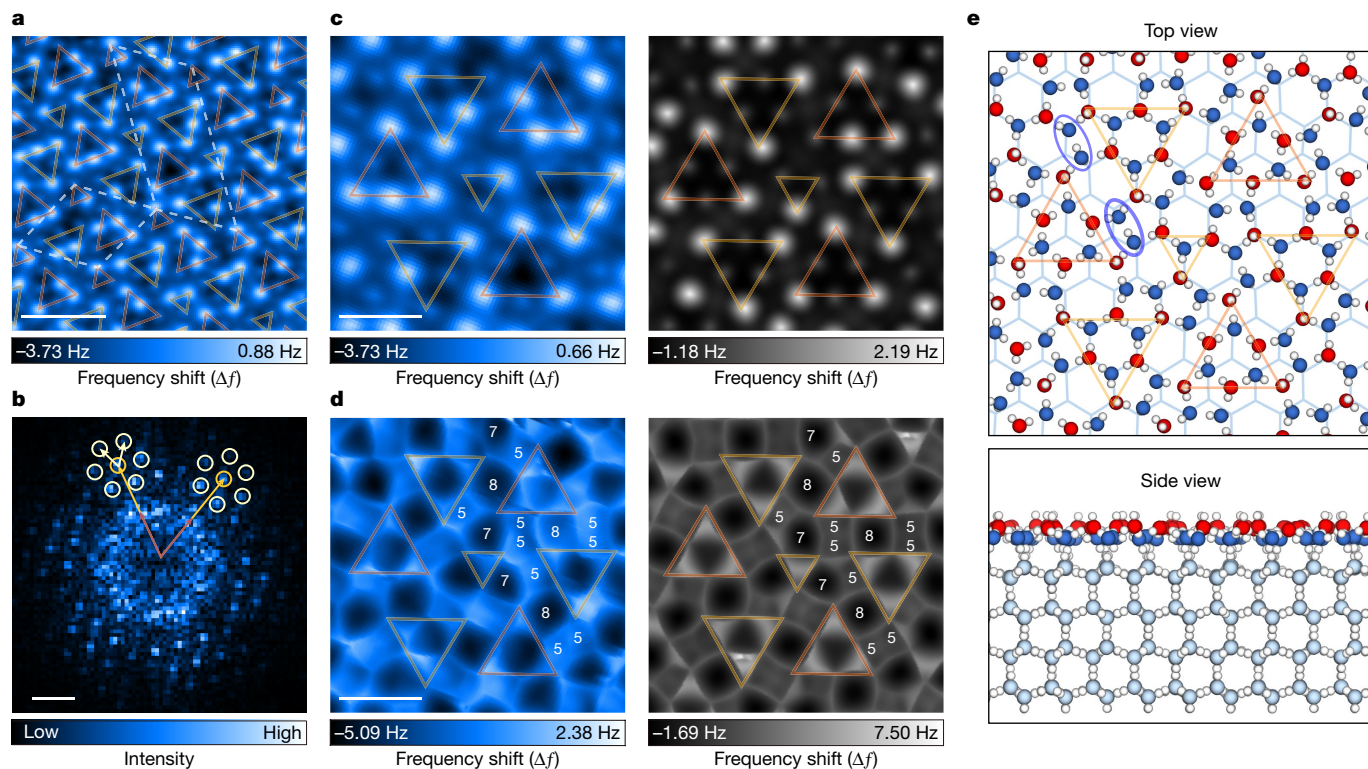 a
−3.73 Hz 0.88 Hz
Frequency shift (Δf)
b
Low High
Intensity
c
−3.73 Hz 0.66 Hz
Frequency shift (Δf)
−1.18 Hz 2.19 Hz
Frequency shift (Δf)
d
7
5
8
5
7
5
8
5
5
5
7
5
8
5
5
−5.09 Hz 2.38 Hz
Frequency shift (Δf)
7
5
8
5
7
5
8
5
5
5
7
5
8
5
5
−1.69 Hz 7.50 Hz
Frequency shift (Δf)
e
Top view
Side view